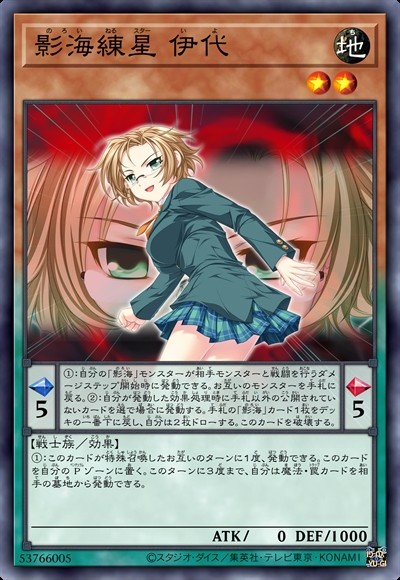 影海練星 伊代
地
①:自分の「影海」モンスターが相手モンスターと戦闘を行うダ
メージステップ開始時に発動できる。お互いのモンスターを手札に
戻る。②:自分が発動した効果処理時に手札以外の公開されてい
ないカードを選で場合に発動する。手札の「影海」カード1枚をデッ
キの一番下に戻し、自分は2枚ドローする。このカードを破壊する。
5
5
【戦士族/効果】
①:このカードが特殊召喚したお互いのターンに1度、発動できる。このカード
を自分のPゾーンに置く。このターンに3度まで、自分は魔法・罠カードを相
手の墓地から発動できる。
ATK/ 0 DEF/1000
53766005
©スタジオ・ダイス/集英社・テレビ東京・KONAMI